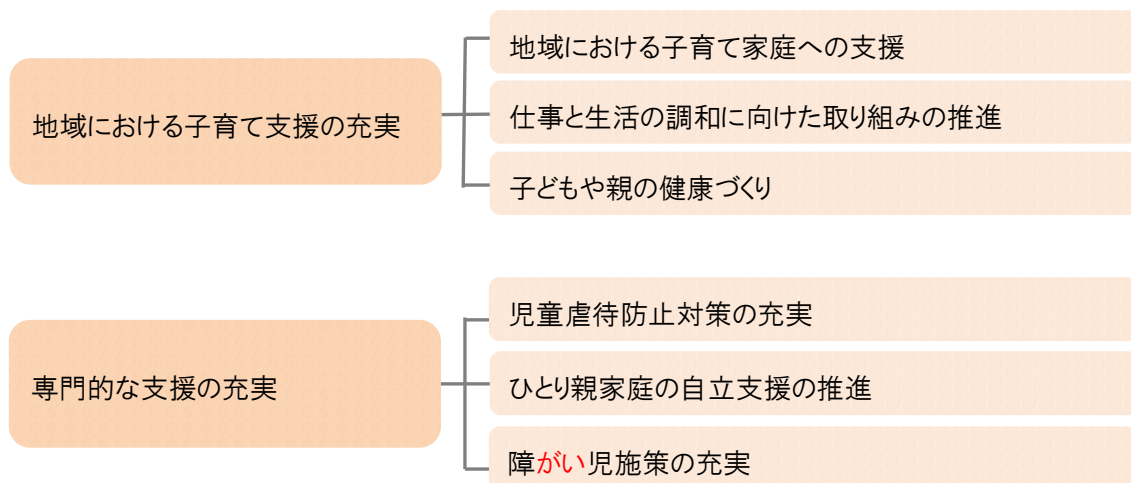 地域における子育て支援の充実
地域における子育て家庭への支援
仕事と生活の調和に向けた取り組みの推進
子どもや親の健康づくり
専門的な支援の充実
児童虐待防止対策の充実
ひとり親家庭の自立支援の推進
障がい児施策の充実